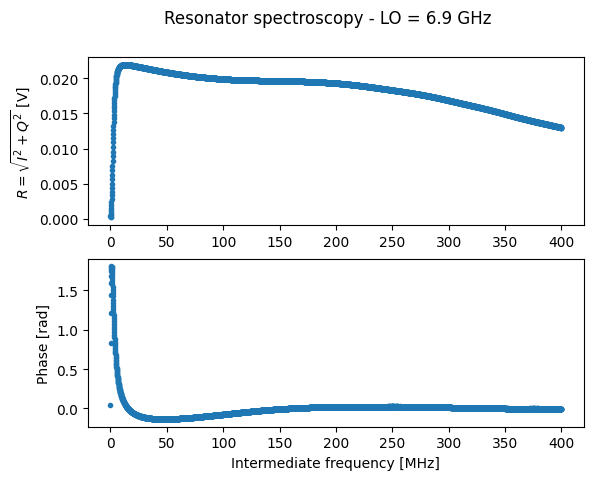 Resonator spectroscopy - LO = 6.9 GHz
R = √I² + Q² [V]
0.020
0.015
0.010
0.005
0.000
0 50 100 150 200 250 300 350 400
Phase [rad]
1.5
1.0
0.5
0.0
0 50 100 150 200 250 300 350 400
Intermediate frequency [MHz]